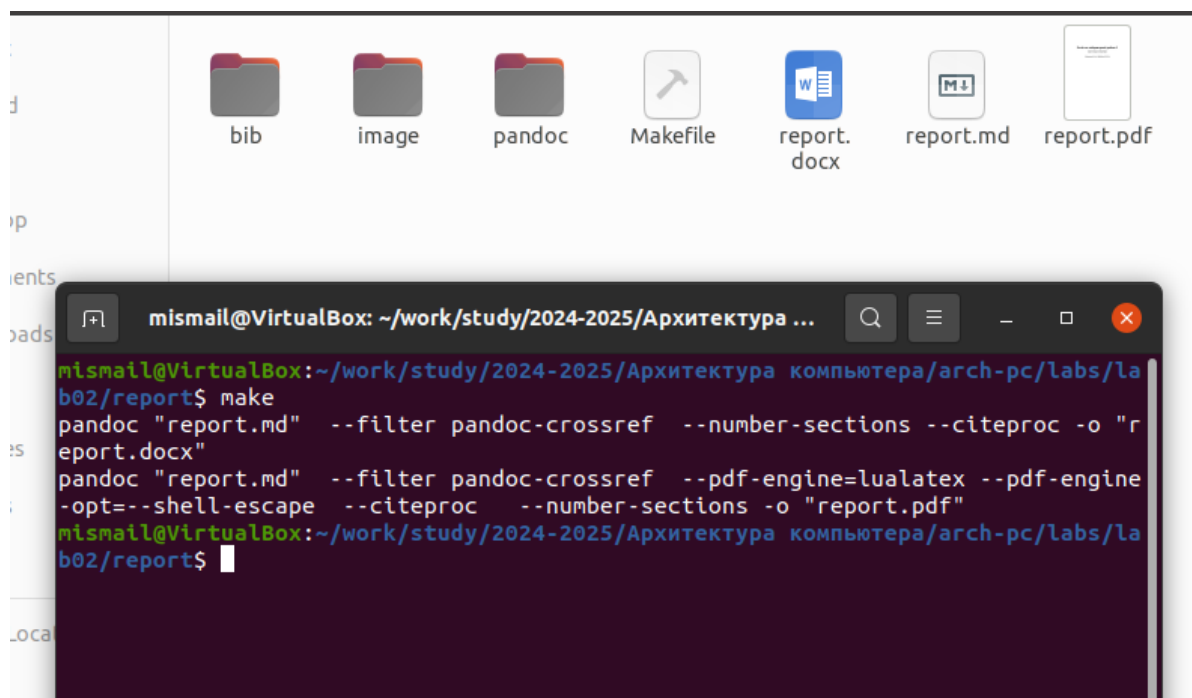 bib
image
pandoc
Makefile
report.
docx
report.md
report.pdf
W
M↓
mismail@VirtualBox: ~/work/study/2024-2025/Архитектура ...
mismail@VirtualBox:~/work/study/2024-2025/Архитектура компьютера/arch-pc/labs/la
b02/report$ make
pandoc "report.md"  --filter pandoc-crossref  --number-sections --citeproc -o "r
eport.docx"
pandoc "report.md"  --filter pandoc-crossref  --pdf-engine=lualatex --pdf-engine
-opt=--shell-escape  --citeproc   --number-sections -o "report.pdf"
mismail@VirtualBox:~/work/study/2024-2025/Архитектура компьютера/arch-pc/labs/la
b02/report$